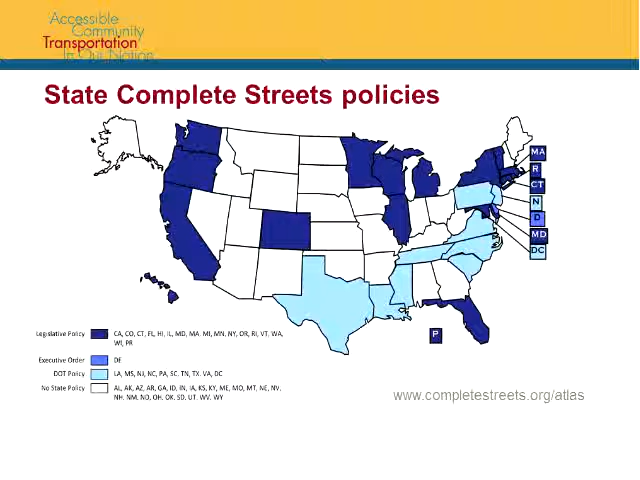 Accessible
Community
Transportation
In Our Nation
State Complete Streets policies
MA
R
CT
N
D
MD
DC
P
Legislative Policy
CA, CO, CT, FL, HI, IL, MD, MA, MI, MN, NY, OR, RI, VT, WA,
WI, PR
Executive Order
DE
DOT Policy
LA, MS, NJ, NC, PA, SC, TN, TX, VA, DC
No State Policy
AL, AK, AZ, AR, GA, ID, IN, IA, KS, KY, ME, MO, MT, NE, NV,
NH, NM, ND, OH, OK, SD, UT, WV, WY
www.completestreets.org/atlas